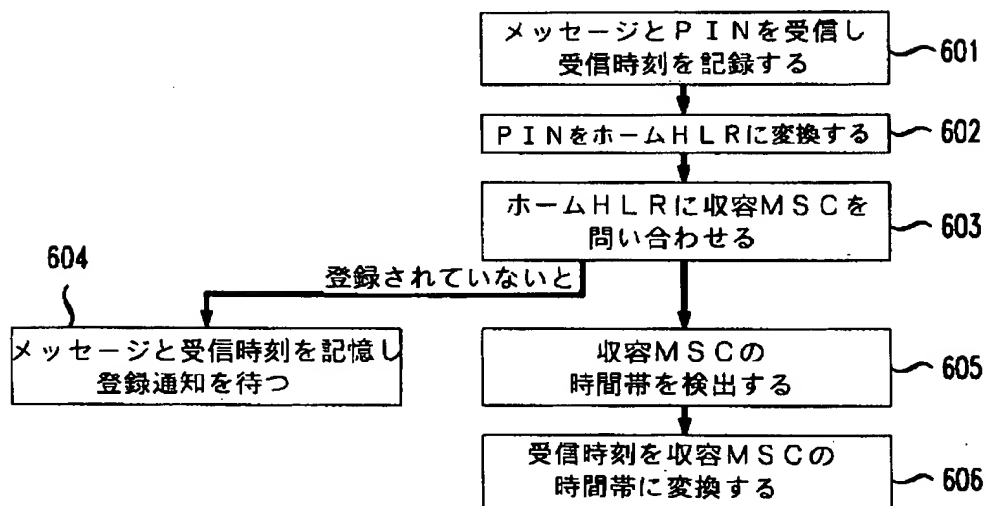 メッセージとPINを受信し
受信時刻を記録する
601
PINをホームHLRに変換する
602
ホームHLRに収容MSCを
問い合わせる
603
登録されていないと
604
メッセージと受信時刻を記憶し
登録通知を待つ
収容MSCの
時間帯を検出する
605
受信時刻を収容MSCの
時間帯に変換する
606